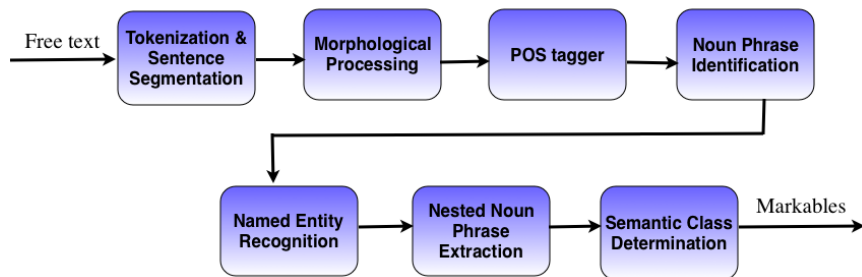 Free text
Tokenization &
Sentence
Segmentation
Morphological
Processing
POS tagger
Noun Phrase
Identification
Named Entity
Recognition
Nested Noun
Phrase
Extraction
Semantic Class
Determination
Markables